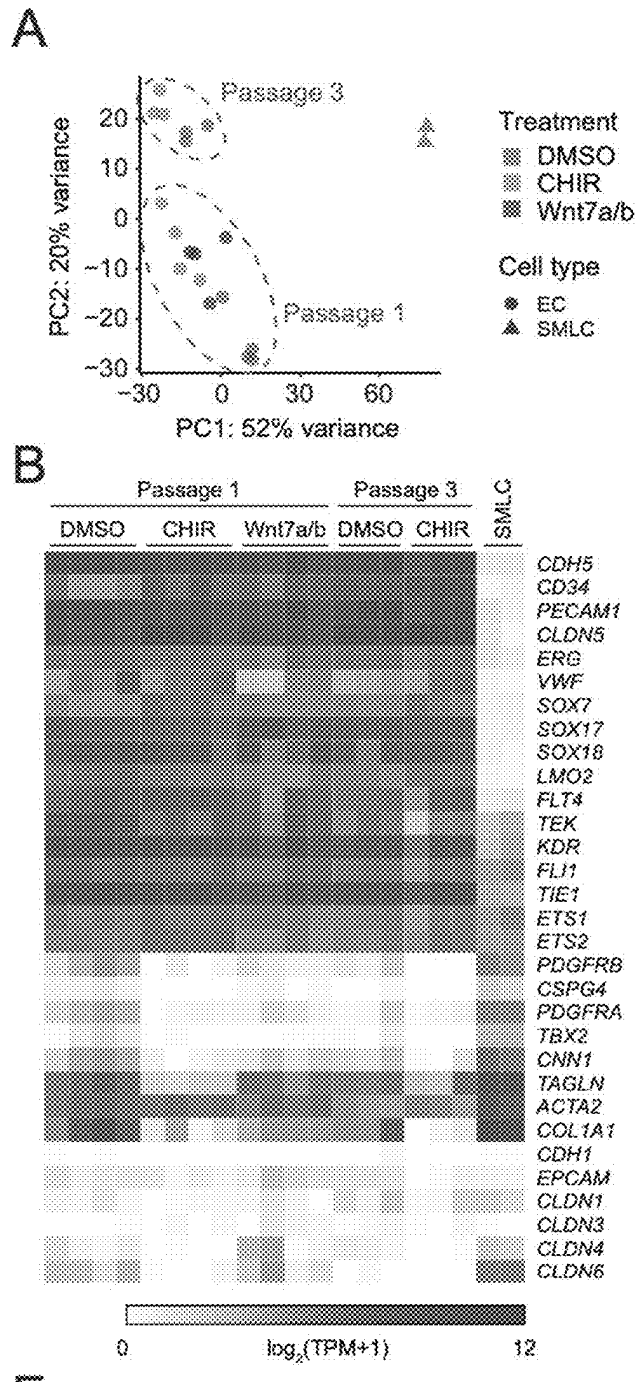 A
Passage 3
20
10
0
−10
−20
−30
PC2: 20% variance
Passage 1
−30 0 30 60
PC1: 52% variance
Treatment
DMSO
CHIR
Wnt7a/b
Cell type
EC
SMLC
B
Passage 1 Passage 3
DMSO CHIR Wnt7a/b DMSO CHIR SMLC
CDH5
CD34
PECAM1
CLDN5
ERG
VWF
SOX7
SOX17
SOX18
LMO2
FLT4
TEK
KDR
FLI1
TIE1
ETS1
ETS2
PDGFRB
CSPG4
PDGFRA
TBX2
CNN1
TAGLN
ACTA2
COL1A1
CDH1
EPCAM
CLDN1
CLDN3
CLDN4
CLDN6
0 log2(TPM+1) 12